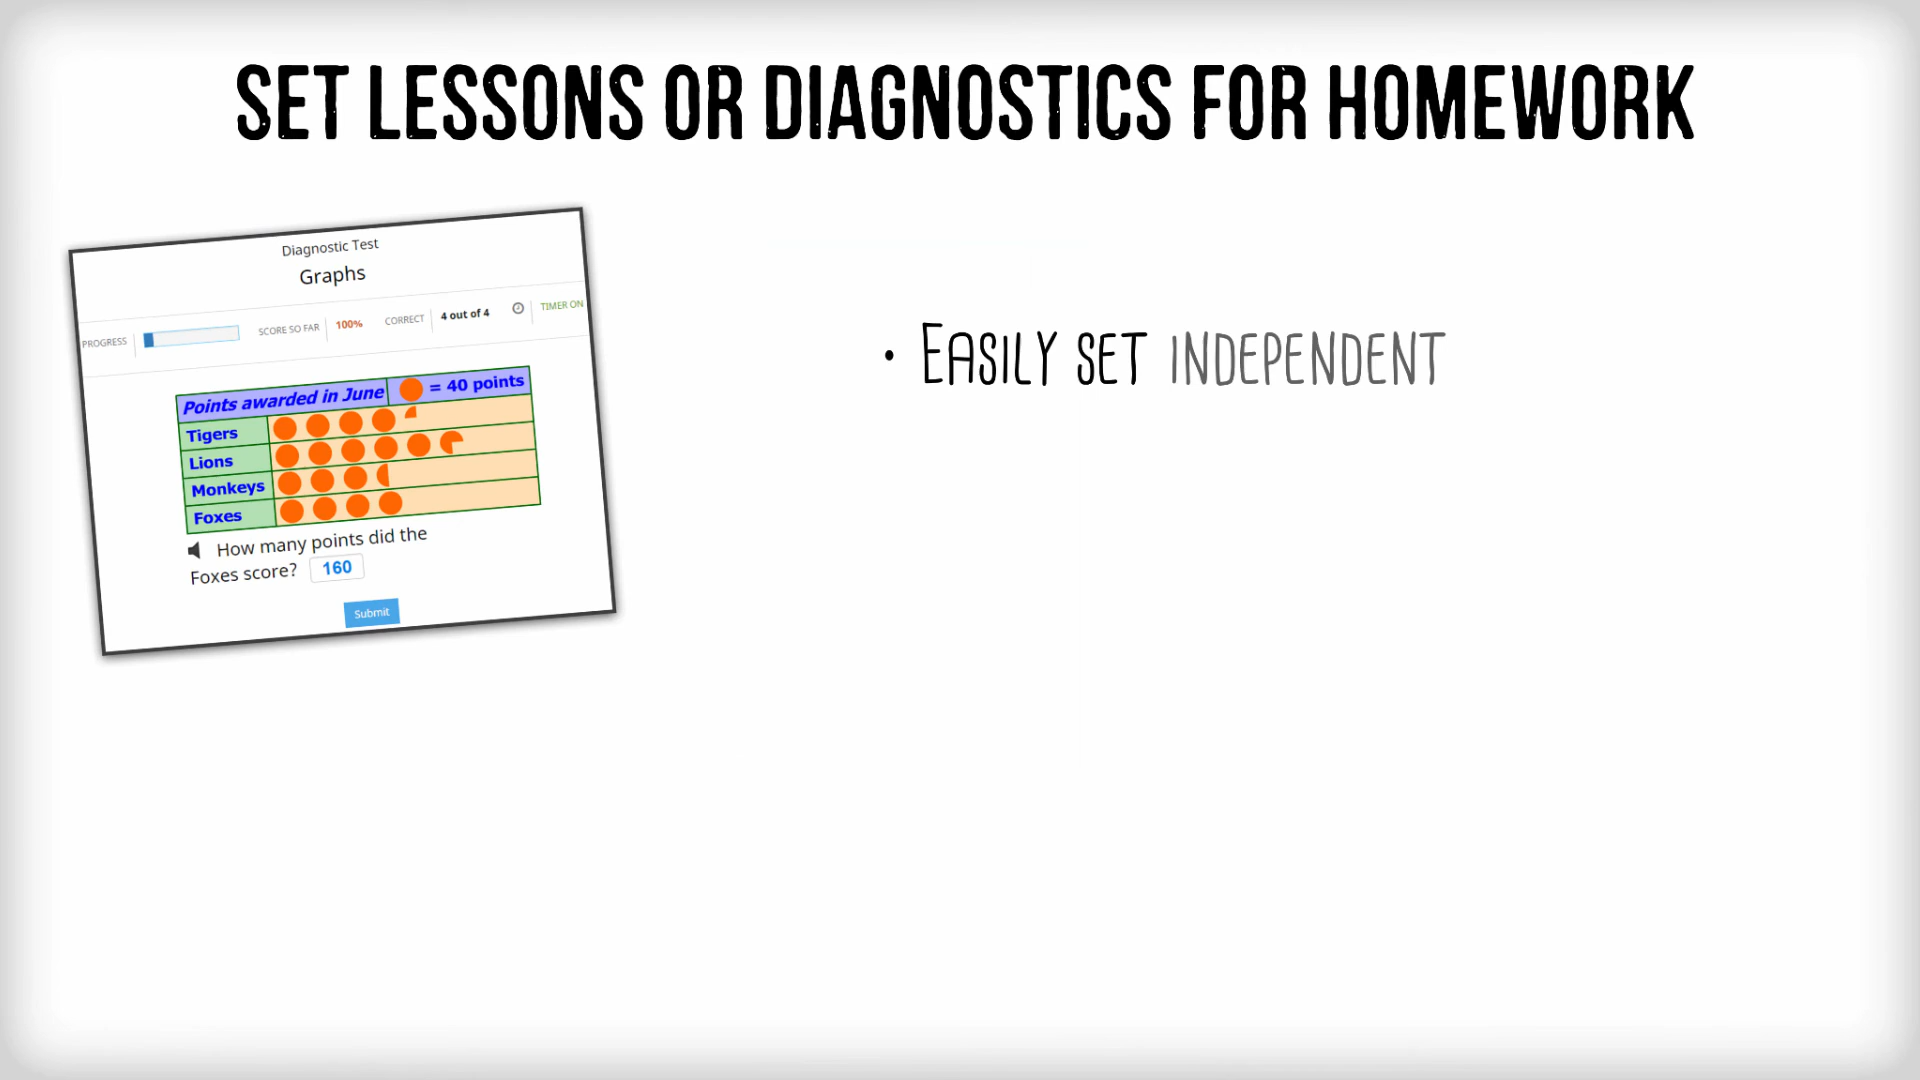 SET LESSONS OR DIAGNOSTICS FOR HOMEWORK
Diagnostic Test
Graphs
PROGRESS SCORE SO FAR 100% CORRECT 4 out of 4 TIMER ON
Points awarded in June = 40 points
Tigers
Lions
Monkeys
Foxes
How many points did the
Foxes score? 160
Submit
• EASILY SET INDEPENDENT